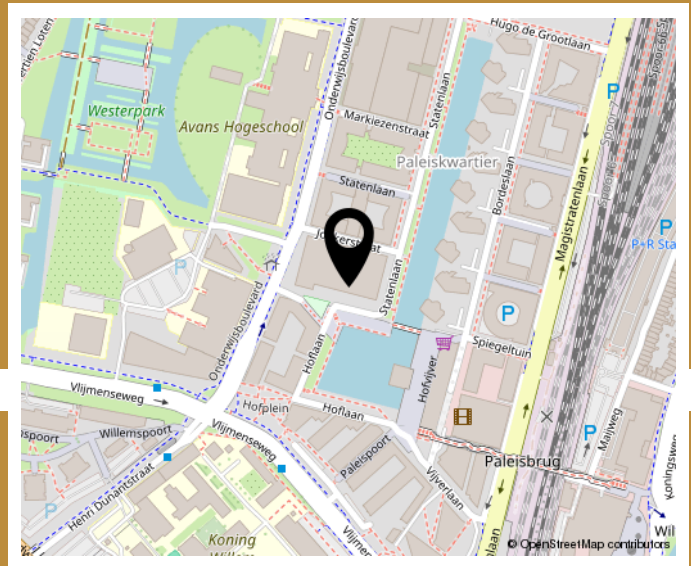 Hugo de Grootlaan
Onderwijsboulevard
Statenlaan
Spoor
Westerpark
Avans Hogeschool
Markiezenstraat
Paleiskwartier
Statenlaan
Bordeslaan
Magistratenlaan
P
P
P+R Sta
P
Statenlaan
Onderwijsboulevard
P
Hoflaan
Spiegeltuin
Hofvijver
Vlijmenseweg
Hofplein
Hoflaan
Willemspoort
Vlijmenseweg
Paleispoort
P
Maijweg
Koningsweg
Paleisbrug
Vijverlaan
Henri Dunantstraat
P
Koning
Willem
Wil
© OpenStreetMap contributors